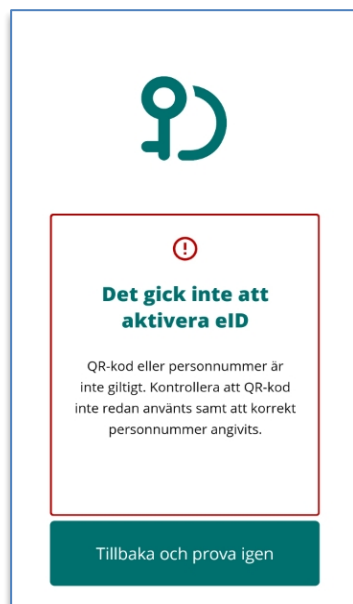 Det gick inte att
aktivera eID
QR-kod eller personnummer är
inte giltigt. Kontrollera att QR-kod
inte redan använts samt att korrekt
personnummer angivits.
Tillbaka och prova igen